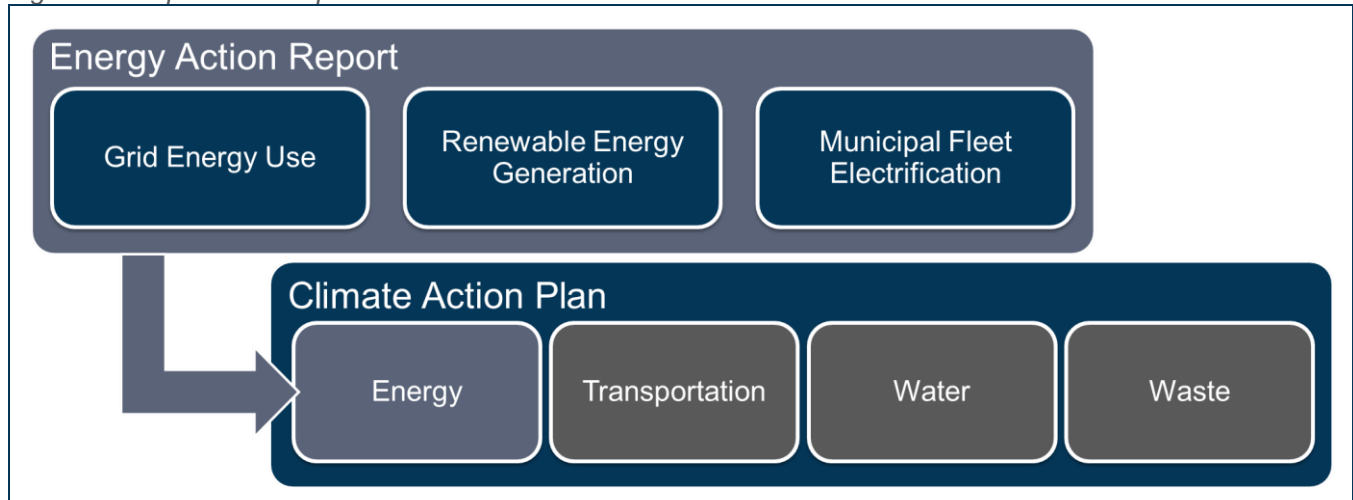 Energy Action Report
Grid Energy Use
Renewable Energy
Generation
Municipal Fleet
Electrification
Climate Action Plan
Energy
Transportation
Water
Waste